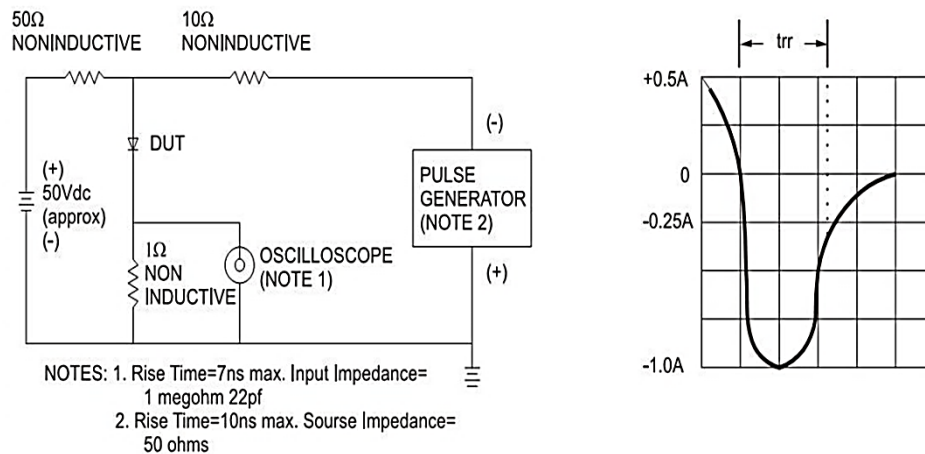 50Ω
NONINDUCTIVE
10Ω
NONINDUCTIVE
DUT
(+)
50Vdc
(approx)
(-)
1Ω
NON
INDUCTIVE
OSCILLOSCOPE
(NOTE 1)
(-)
PULSE
GENERATOR
(NOTE 2)
(+)
NOTES: 1. Rise Time=7ns max. Input Impedance=
1 megohm 22pf
2. Rise Time=10ns max. Sourse Impedance=
50 ohms
trr
+0.5A
0
-0.25A
-1.0A